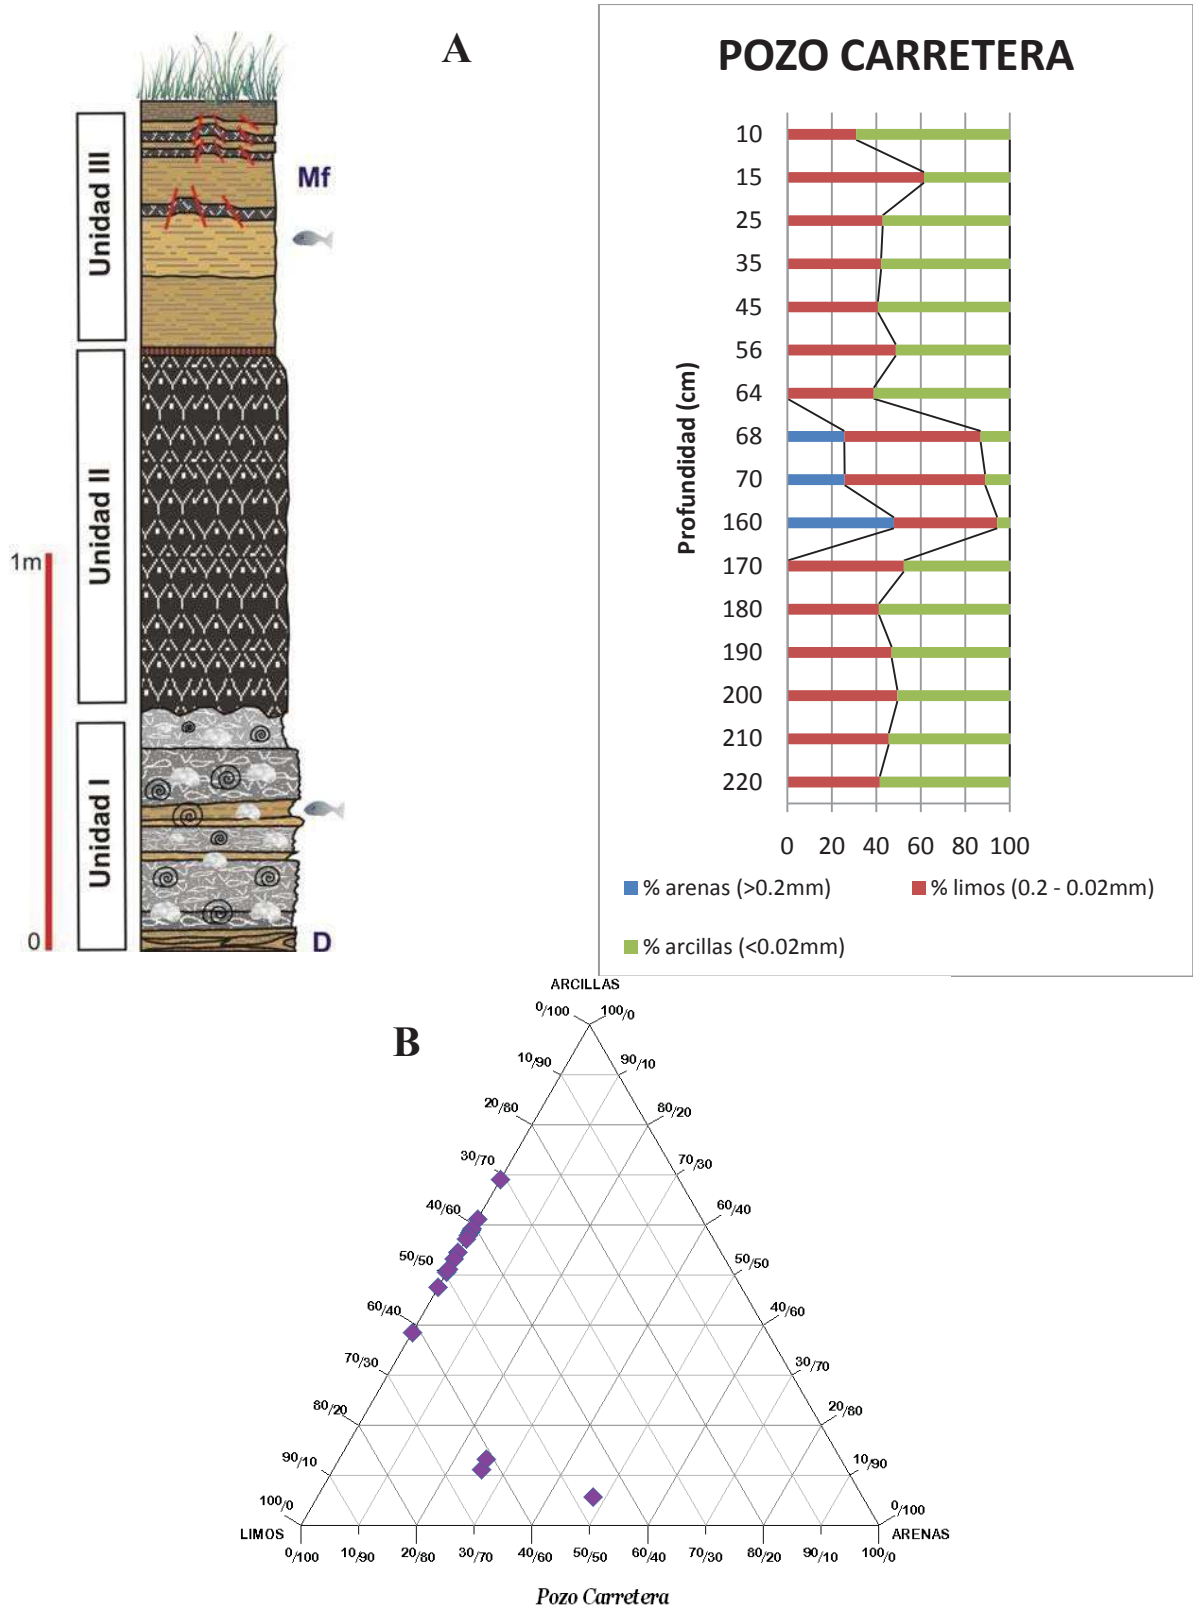 A
Unidad III
Mf
Unidad II
1m
Unidad I
0
D
POZO CARRETERA
Profundidad (cm)
10
15
25
35
45
56
64
68
70
160
170
180
190
200
210
220
0 20 40 60 80 100
% arenas (>0.2mm) % limos (0.2 - 0.02mm)
% arcillas (<0.02mm)
B
ARCILLAS
0/100 100/0
10/90 90/10
20/80 80/20
30/70 70/30
40/60 60/40
50/50 50/50
60/40 40/60
70/30 30/70
80/20 20/80
90/10 10/90
100/0 0/100
LIMOS ARENAS
0/100 10/90 20/80 30/70 40/60 50/50 60/40 70/30 80/20 90/10 100/0
Pozo Carretera